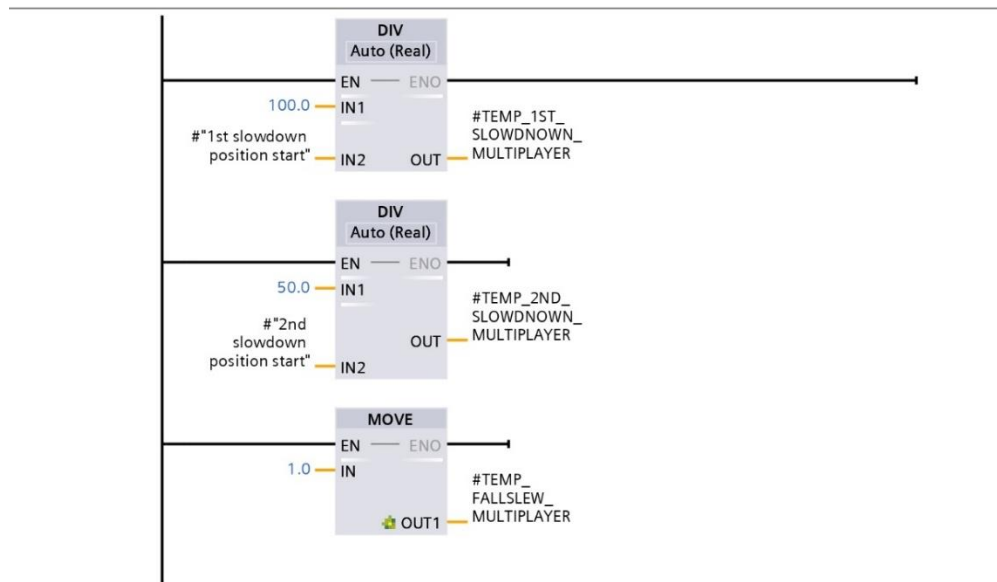 DIV
Auto (Real)
EN
ENO
100.0
IN1
#"1st slowdown
position start"
IN2
OUT
#TEMP_1ST_
SLOWDNOWN_
MULTIPLAYER
DIV
Auto (Real)
EN
ENO
50.0
IN1
#"2nd
slowdown
position start"
IN2
OUT
#TEMP_2ND_
SLOWDNOWN_
MULTIPLAYER
MOVE
EN
ENO
1.0
IN
OUT1
#TEMP_
FALLSLEW_
MULTIPLAYER